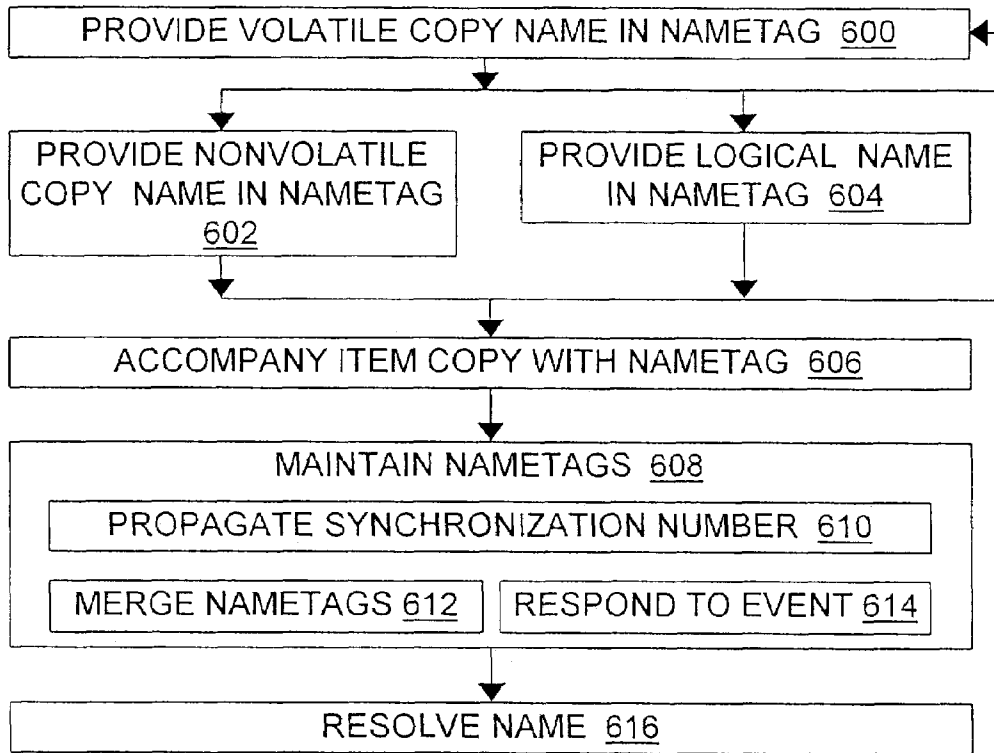 PROVIDE VOLATILE COPY NAME IN NAMETAG 600
PROVIDE NONVOLATILE
COPY NAME IN NAMETAG
602
PROVIDE LOGICAL NAME
IN NAMETAG 604
ACCOMPANY ITEM COPY WITH NAMETAG 606
MAINTAIN NAMETAGS 608
PROPAGATE SYNCHRONIZATION NUMBER 610
MERGE NAMETAGS 612
RESPOND TO EVENT 614
RESOLVE NAME 616